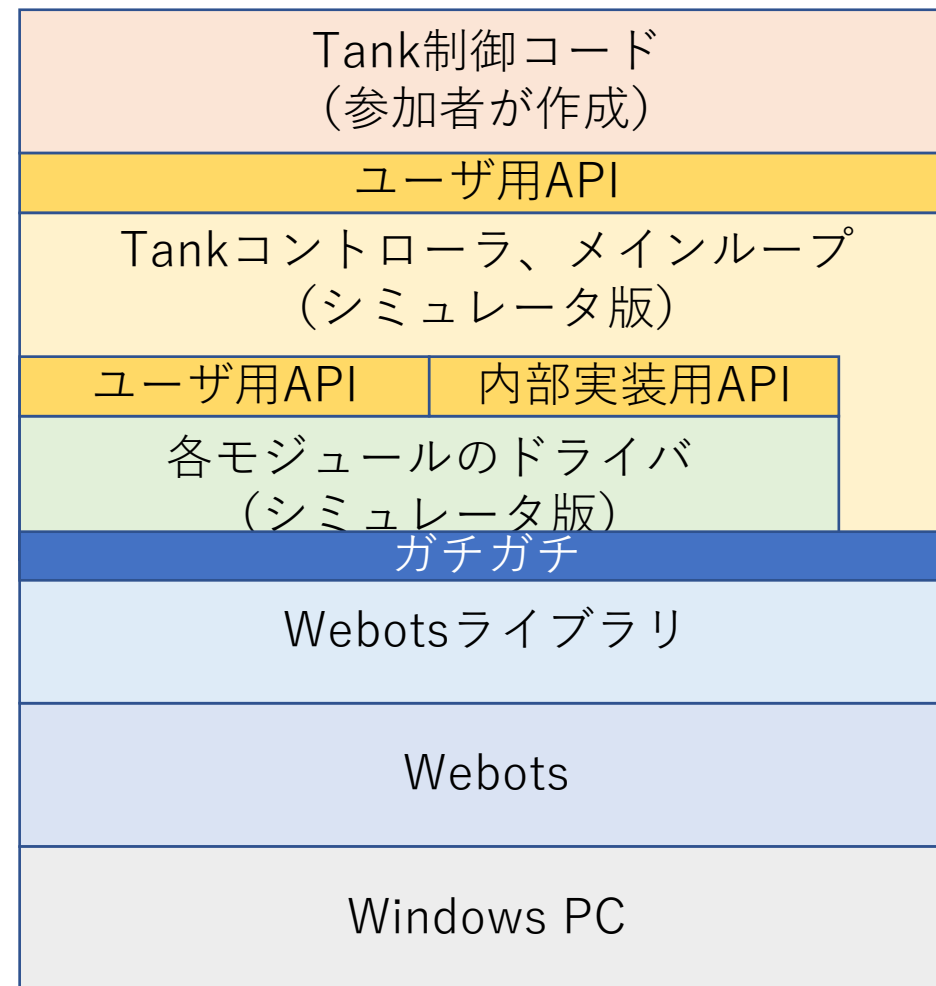 Tank制御コード
（参加者が作成）
ユーザ用API
Tankコントローラ、メインループ
（シミュレータ版）
ユーザ用API
内部実装用API
各モジュールのドライバ
（シミュレータ版）
ガチガチ
Webotsライブラリ
Webots
Windows PC